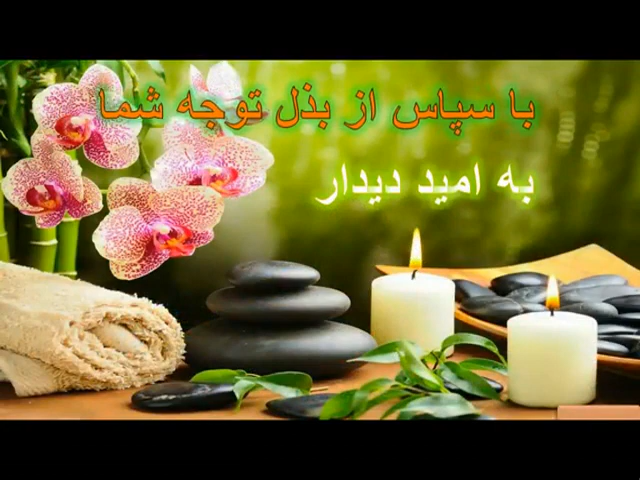 با سپاس از بذل توجه شما
به امید دیدار